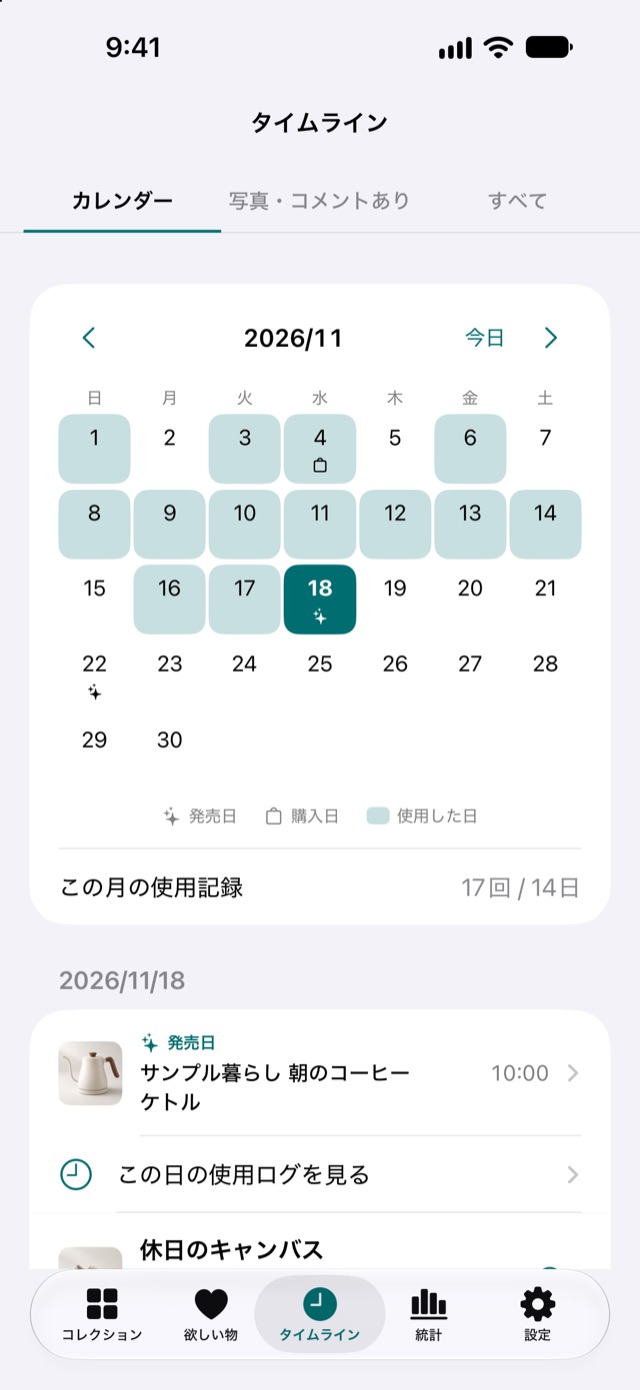 9:41
タイムライン
カレンダー 写真・コメントあり すべて
2026/11 今日
日 月 火 水 木 金 土
1 2 3 4 5 6 7
8 9 10 11 12 13 14
15 16 17 18 19 20 21
22 23 24 25 26 27 28
29 30
発売日 購入日 使用した日
この月の使用記録 17回 / 14日
2026/11/18
発売日
サンプル暮らし 朝のコーヒー
ケトル
10:00
この日の使用ログを見る
休日のキャンバス
コレクション 欲しい物 タイムライン 統計 設定